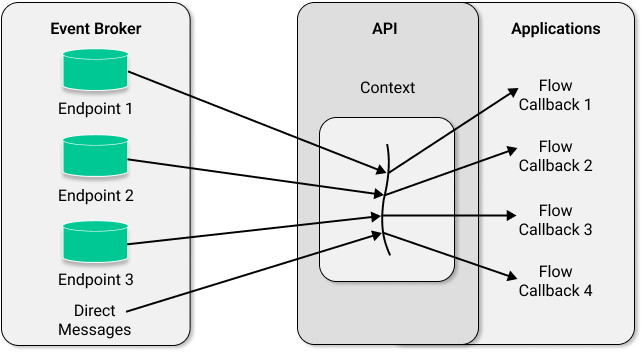 Event Broker
API
Applications
Endpoint 1
Endpoint 2
Endpoint 3
Direct
Messages
Context
Flow
Callback 1
Flow
Callback 2
Flow
Callback 3
Flow
Callback 4